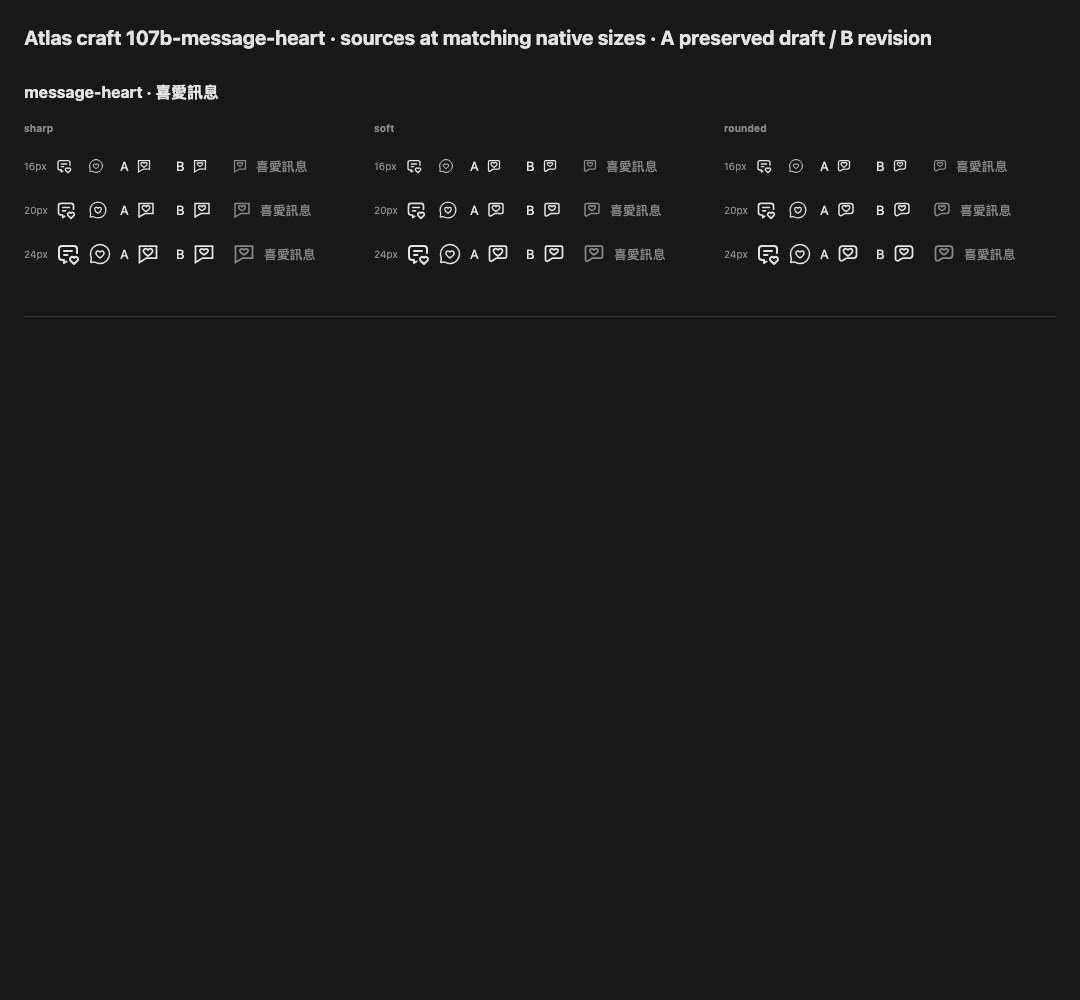 Atlas craft 107b-message-heart · sources at matching native sizes · A preserved draft / B revision
message-heart · 喜愛訊息
sharp soft rounded
16px A B 喜愛訊息 16px A B 喜愛訊息 16px A B 喜愛訊息
20px A B 喜愛訊息 20px A B 喜愛訊息 20px A B 喜愛訊息
24px A B 喜愛訊息 24px A B 喜愛訊息 24px A B 喜愛訊息